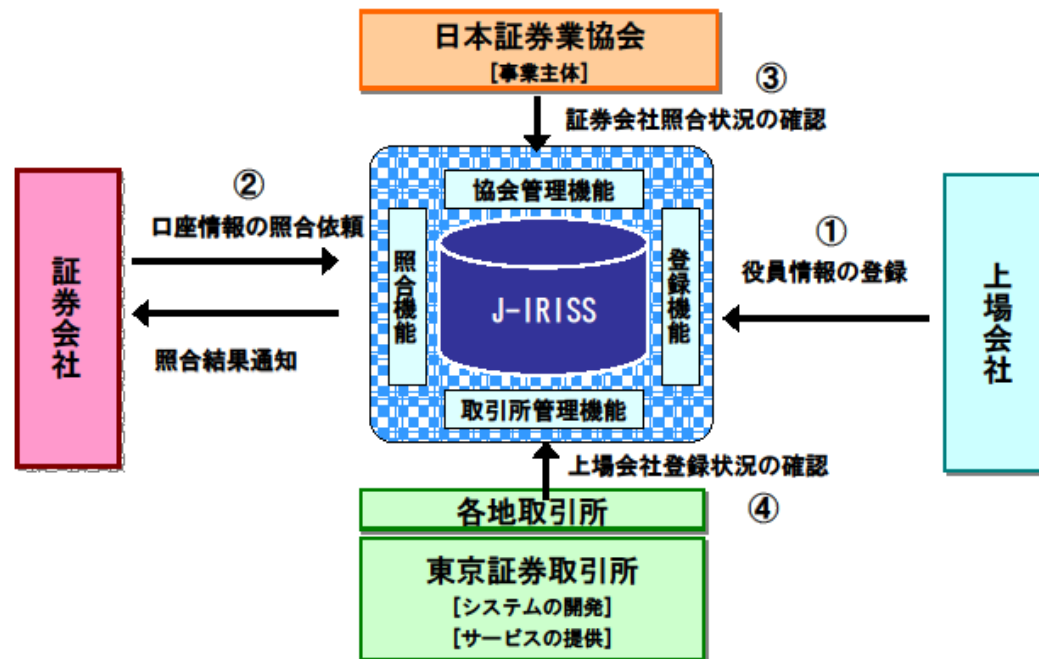 日本証券業協会
[事業主体]
③
証券会社照合状況の確認
②
口座情報の照合依頼
協会管理機能
①
役員情報の登録
証券会社
照合機能
J-IRISS
登録機能
上場会社
照合結果通知
取引所管理機能
上場会社登録状況の確認
④
各地取引所
東京証券取引所
[システムの開発]
[サービスの提供]